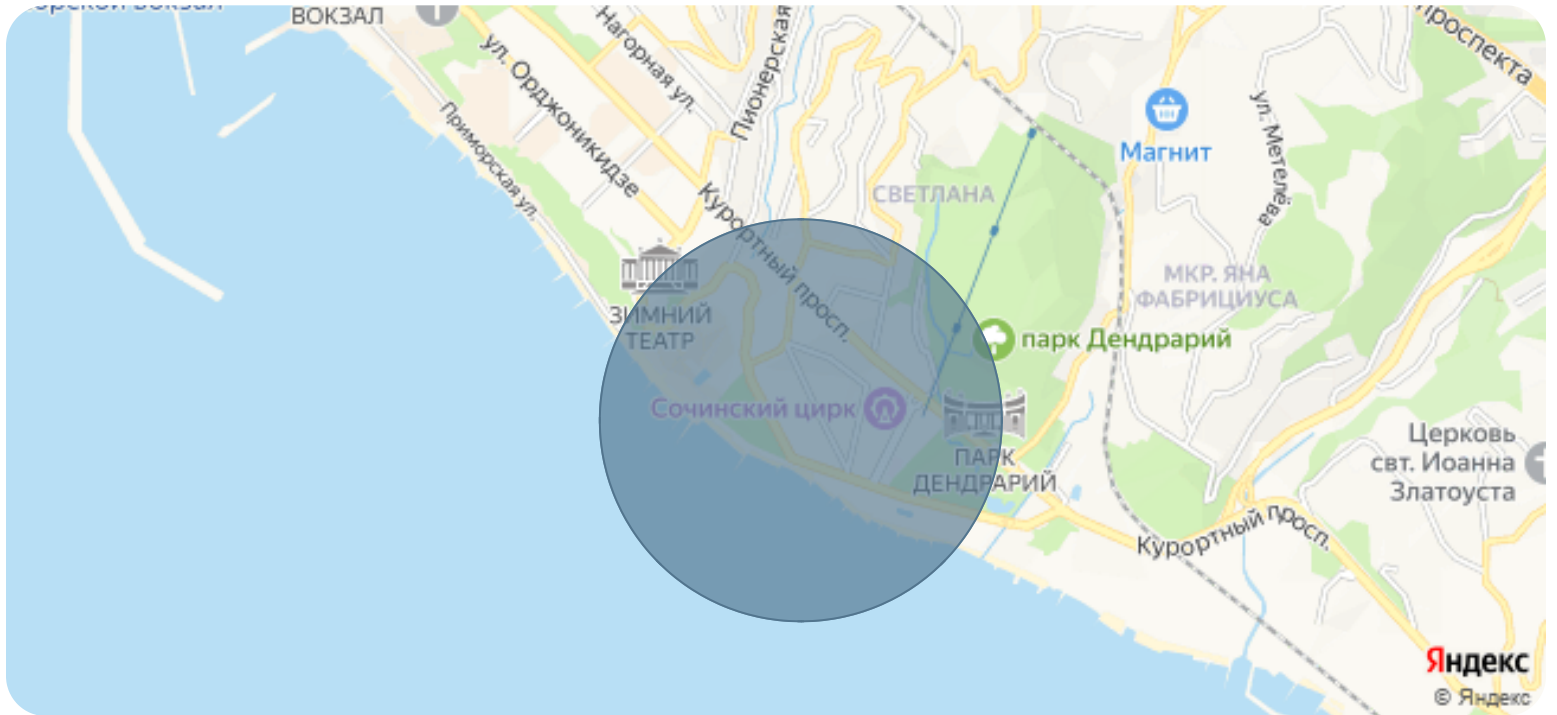 ВОКЗАЛ
Нагорная ул.
Пионерская
проспекта
ул. Орджоникидзе
Приморская ул.
Магнит
ул. Метелёва
СВЕТЛАНА
Курортный просп.
МКР. ЯНА
ФАБРИЦИУСА
ЗИМНИЙ
ТЕАТР
парк Дендрарий
Сочинский цирк
ПАРК
ДЕНДРАРИЙ
Церковь
свт. Иоанна
Златоуста
Курортный просп.
Яндекс
© Яндекс